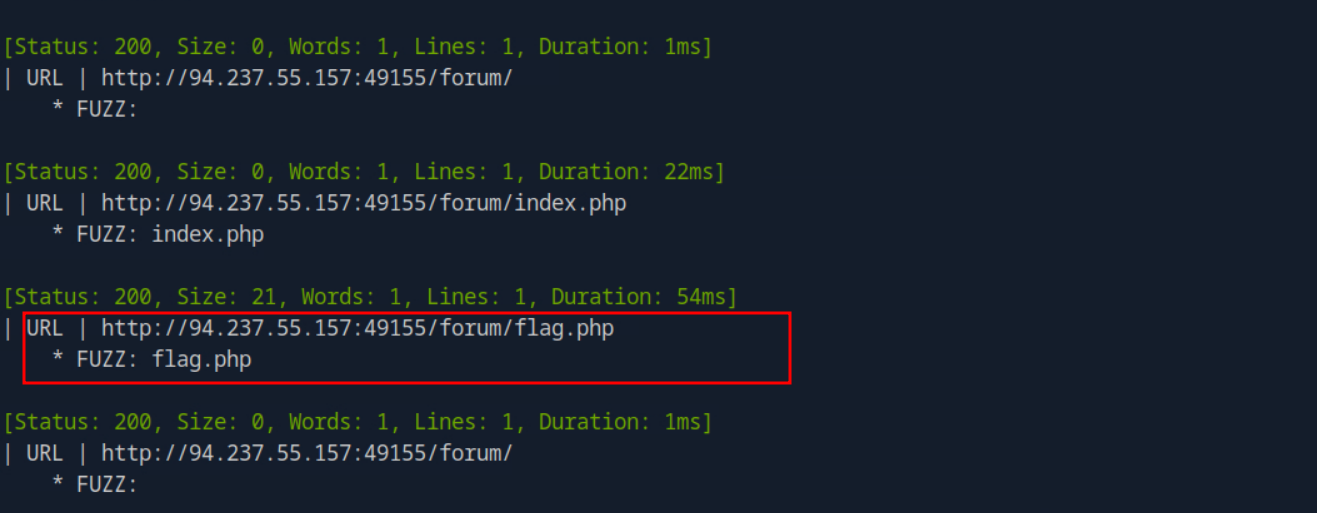 [Status: 200, Size: 0, Words: 1, Lines: 1, Duration: 1ms]
| URL | http://94.237.55.157:49155/forum/
* FUZZ:
[Status: 200, Size: 0, Words: 1, Lines: 1, Duration: 22ms]
| URL | http://94.237.55.157:49155/forum/index.php
* FUZZ: index.php
[Status: 200, Size: 21, Words: 1, Lines: 1, Duration: 54ms]
| URL | http://94.237.55.157:49155/forum/flag.php
* FUZZ: flag.php
[Status: 200, Size: 0, Words: 1, Lines: 1, Duration: 1ms]
| URL | http://94.237.55.157:49155/forum/
* FUZZ: